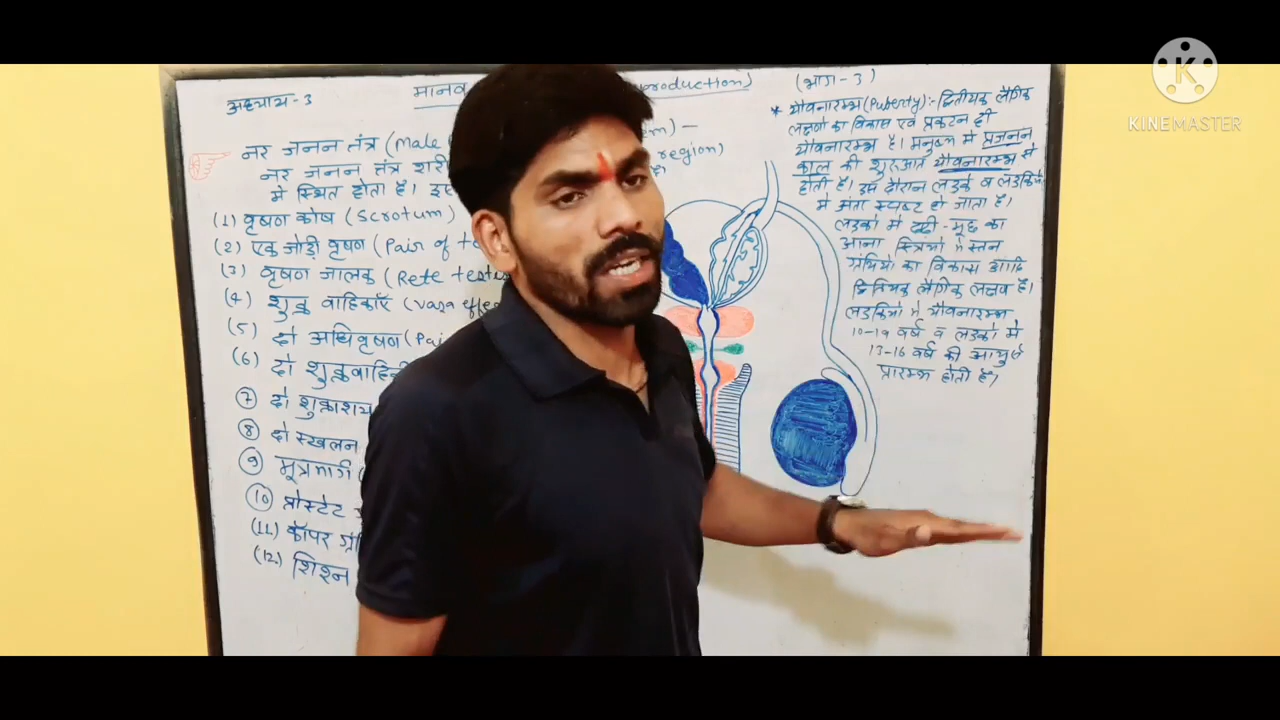 अध्याय-3
मानव
production)
(भाग-3)
नर जनन तंत्र (Male
em) –
नर जनन तंत्र शरी
region)
में स्थित होता है। इस
है
(1) वृषण कोष (Scrotum)
(2) एक जोड़ी वृषण (Pair of te
(3) वृषण जालक (Rete testis
(4) शुक्र वाहिकाएँ (Vasa effe
(5) दो अधिवृषण (Pai
(6) दो शुक्रवाहि
(7) दो शुक्राशय
(8) दो स्खलन
(9) मूत्रमार्ग (
(10) प्रोस्टेट
(11.) कॉपर ग्रं
(12.) शिश्न
* यौवनारम्भ (Puberty):- द्वितीयक लैंगिक
लक्षणों का विकास एवं प्रकटन ही
यौवनारम्भ है। मनुष्य में प्रजनन
काल की शुरुआत यौवनारम्भ से
होती है। इस दौरान लड़के व लड़कियों
में अंतर स्पष्ट हो जाता है।
लड़कों में दाढ़ी-मूछ का
आना स्त्रियों में स्तन
ग्रंथियों का विकास आदि
द्वितियक लैंगिक लक्षण है।
लड़कियों में यौवनारम्भ
वर्ष व लड़कों में
13-16 वर्ष की आयु से
प्रारम्भ होती है।
KINEMASTER